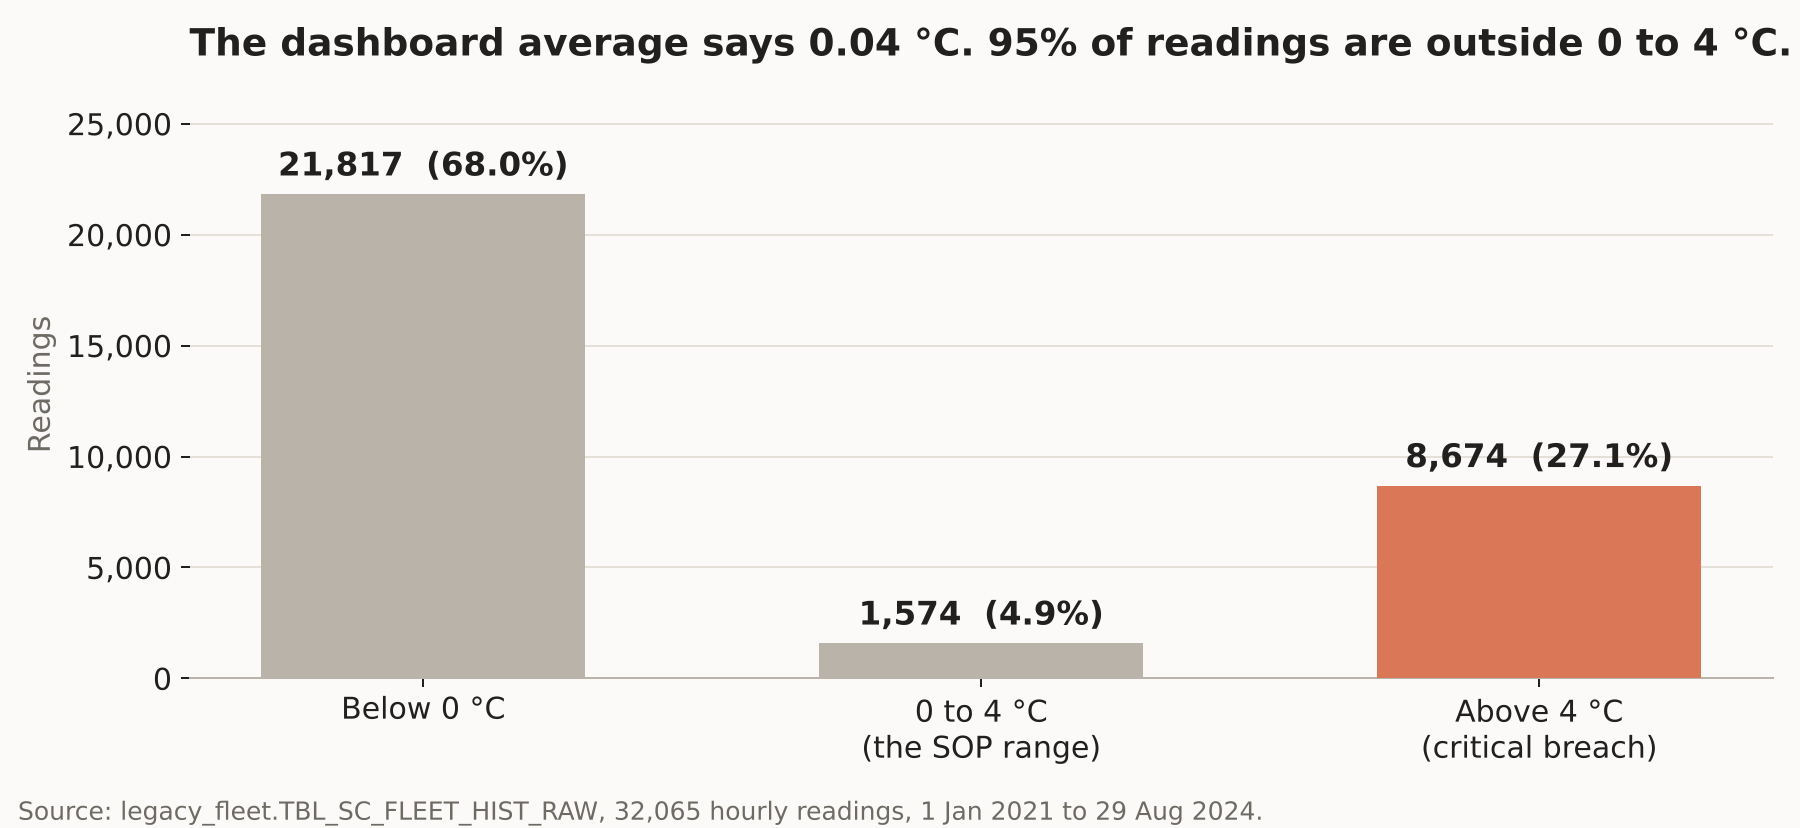 The dashboard average says 0.04 °C. 95% of readings are outside 0 to 4 °C.
25,000
20,000
15,000
10,000
5,000
0
Readings
21,817 (68.0%)
1,574 (4.9%)
8,674 (27.1%)
Below 0 °C
0 to 4 °C
(the SOP range)
Above 4 °C
(critical breach)
Source: legacy_fleet.TBL_SC_FLEET_HIST_RAW, 32,065 hourly readings, 1 Jan 2021 to 29 Aug 2024.